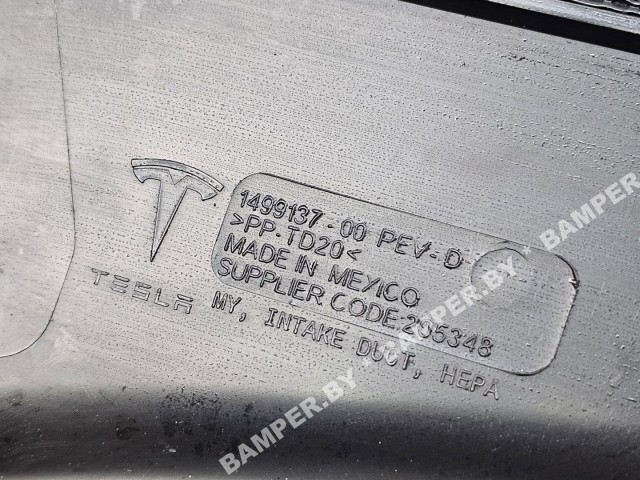 1499137-00 PEV-D
>PP-TD20<
MADE IN MEXICO
SUPPLIER CODE:205348
TESLA
MY, INTAKE DUCT, HEPA
BAMPER.BY * BAMPER.BY * BAMPER.BY